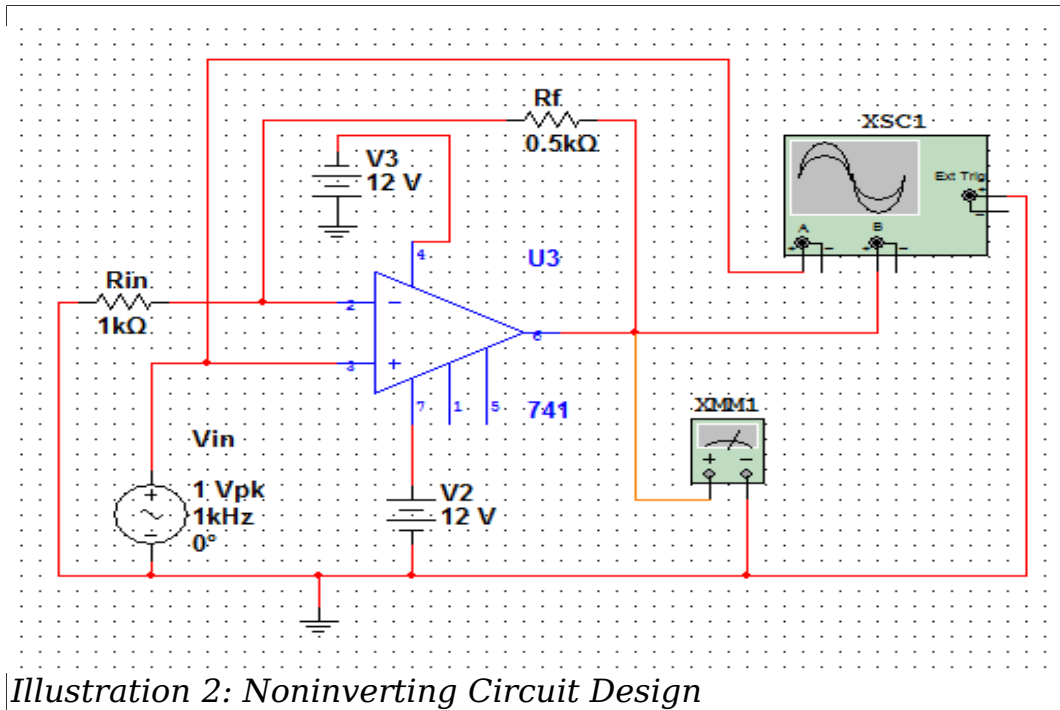 Rf
0.5kΩ
XSC1
V3
12 V
Ext Trig
+
−
A
B
+ − + −
4
U3
Rin
1kΩ
2
−
6
3
+
7
1
5
741
XMM1
+ −
Vin
+
−
1 Vpk
1kHz
0°
V2
12 V
Illustration 2: Noninverting Circuit Design